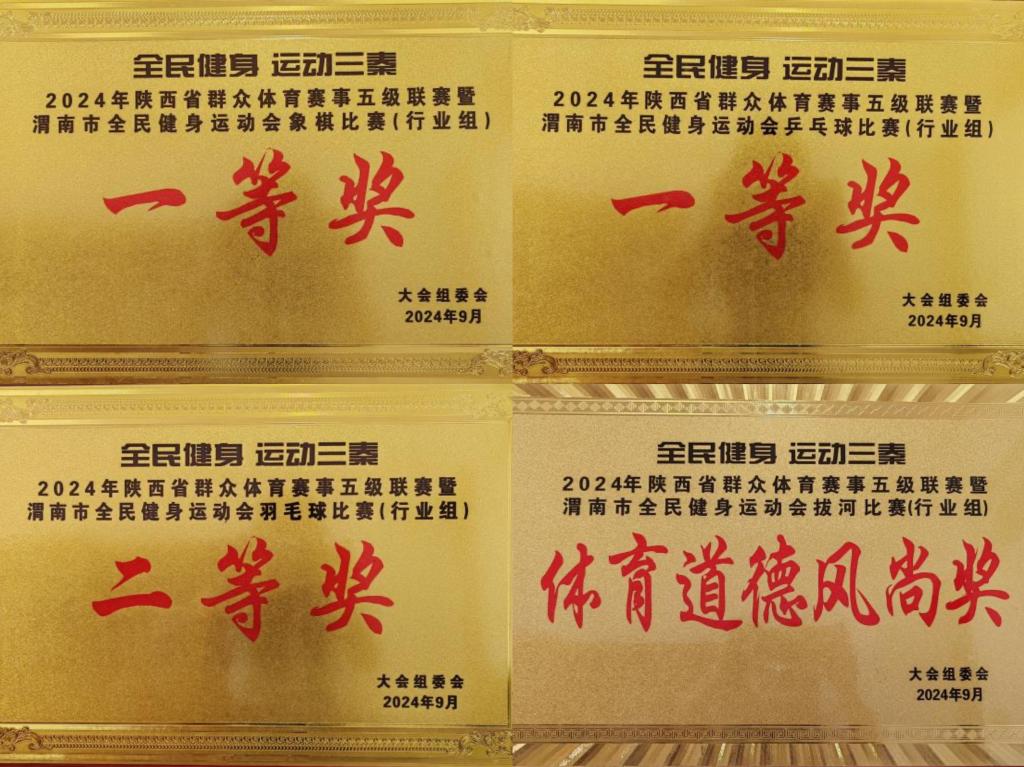 全民健身 运动三秦
2024年陕西省群众体育赛事五级联赛暨
渭南市全民健身运动会象棋比赛(行业组)
一等奖
大会组委会
2024年9月
全民健身 运动三秦
2024年陕西省群众体育赛事五级联赛暨
渭南市全民健身运动会乒乓球比赛(行业组)
一等奖
大会组委会
2024年9月
全民健身 运动三秦
2024年陕西省群众体育赛事五级联赛暨
渭南市全民健身运动会羽毛球比赛(行业组)
二等奖
大会组委会
2024年9月
全民健身 运动三秦
2024年陕西省群众体育赛事五级联赛暨
渭南市全民健身运动会拔河比赛(行业组)
体育道德风尚奖
大会组委会
2024年9月